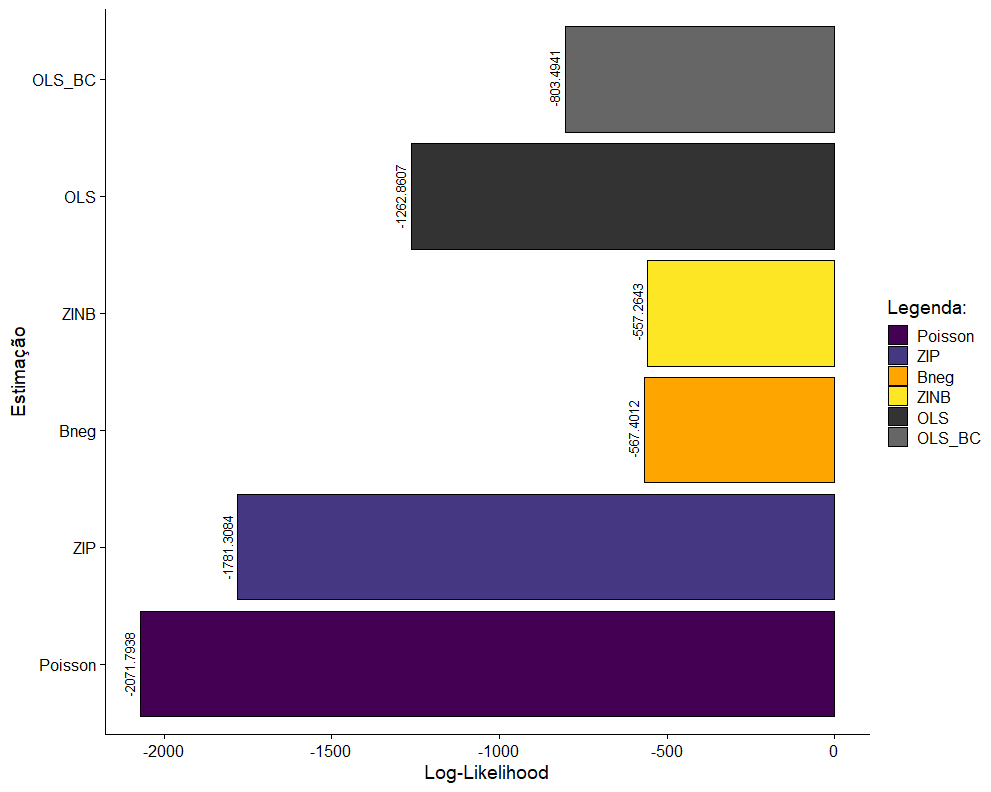 OLS_BC
-803.4941
OLS
-1262.8607
ZINB
-557.2643
Bneg
-567.4012
ZIP
-1781.3084
Poisson
-2071.7938
Estimação
-2000 -1500 -1000 -500 0
Log-Likelihood
Legenda:
Poisson
ZIP
Bneg
ZINB
OLS
OLS_BC